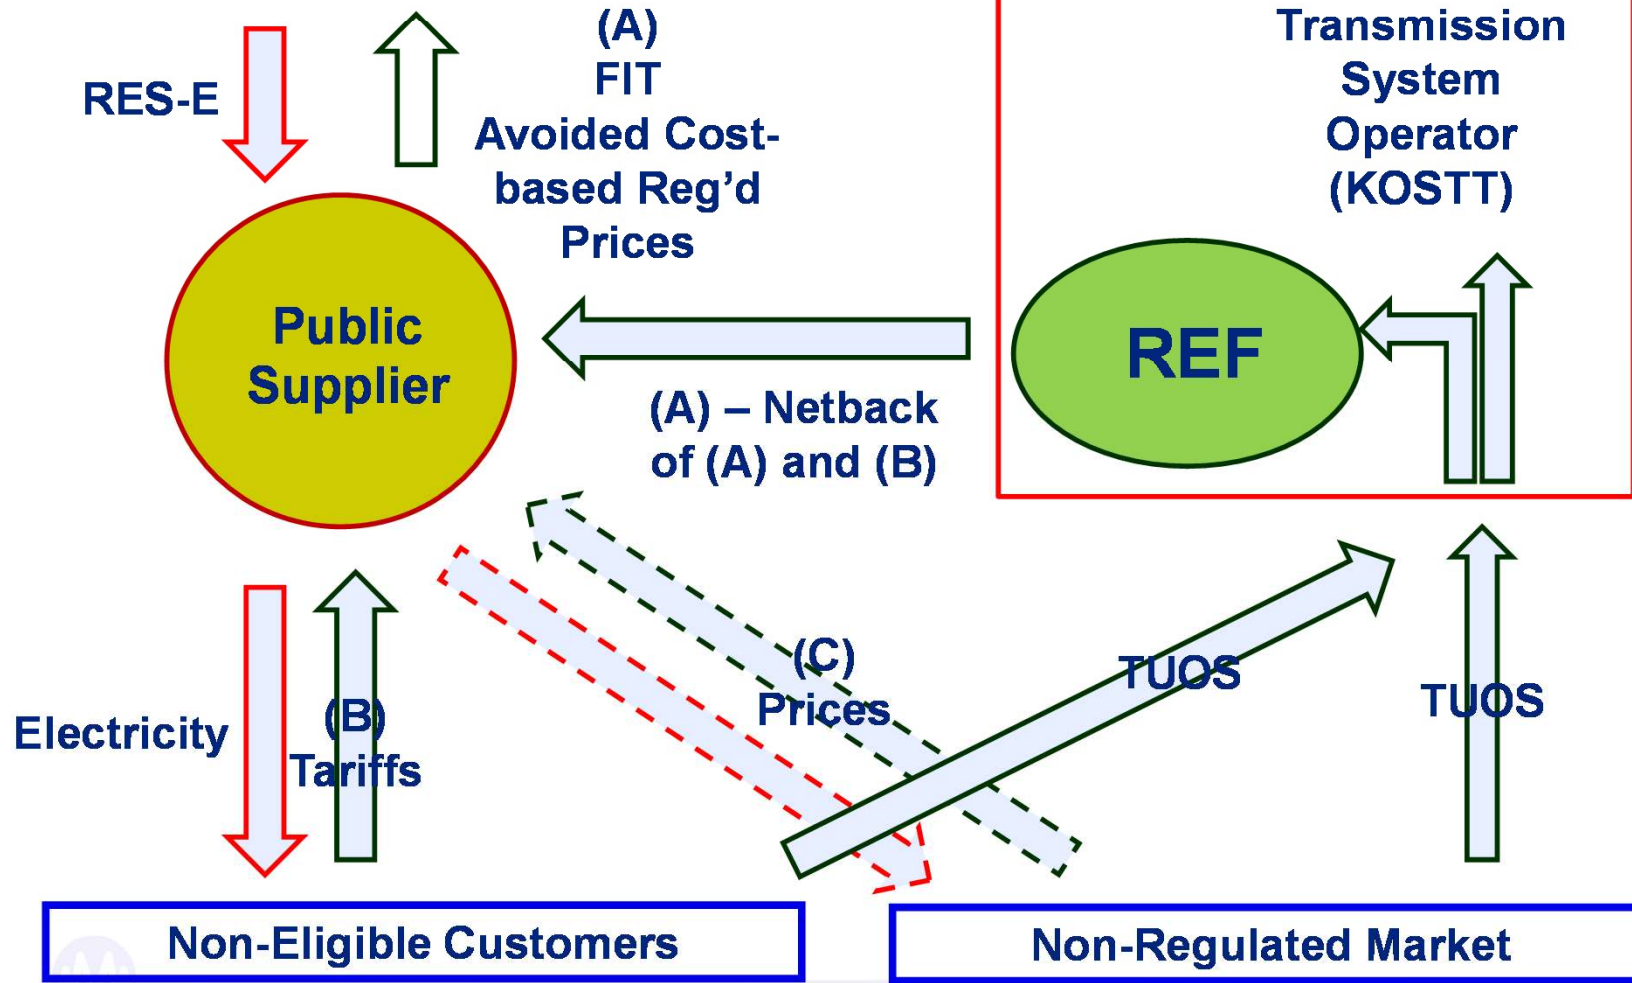 RES-E
(A)
FIT
Avoided Cost-
based Reg’d
Prices
Transmission
System
Operator
(KOSTT)
Public
Supplier
REF
(A) – Netback
of (A) and (B)
(C)
Prices
TUOS
TUOS
Electricity
(B)
Tariffs
Non-Eligible Customers
Non-Regulated Market